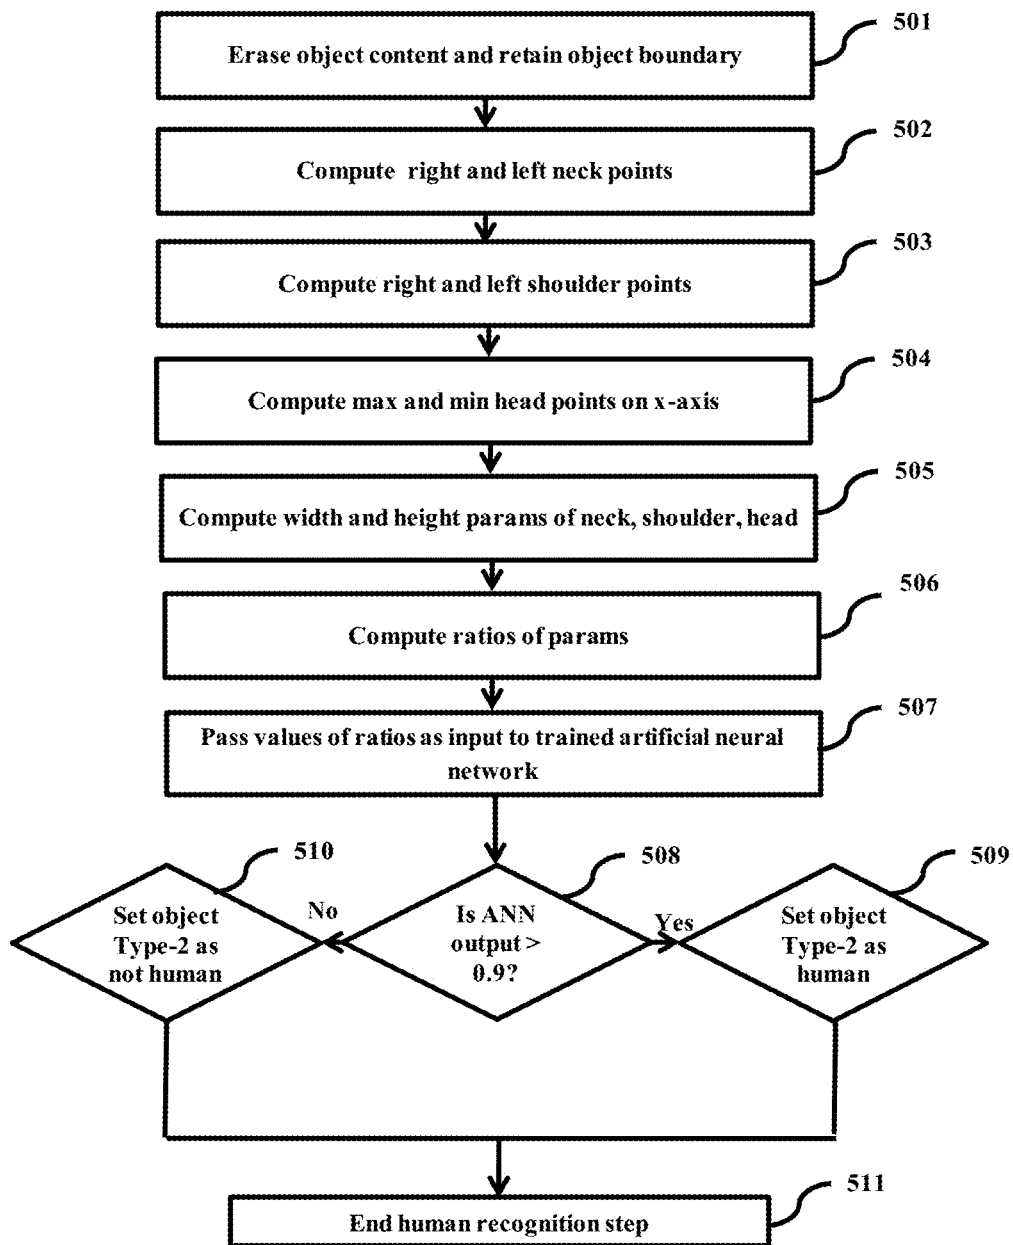 501
Erase object content and retain object boundary
502
Compute right and left neck points
503
Compute right and left shoulder points
504
Compute max and min head points on x-axis
505
Compute width and height params of neck, shoulder, head
506
Compute ratios of params
507
Pass values of ratios as input to trained artificial neural
network
510
508
509
Set object
Type-2 as
not human
No
Is ANN
output >
0.9?
Yes
Set object
Type-2 as
human
511
End human recognition step